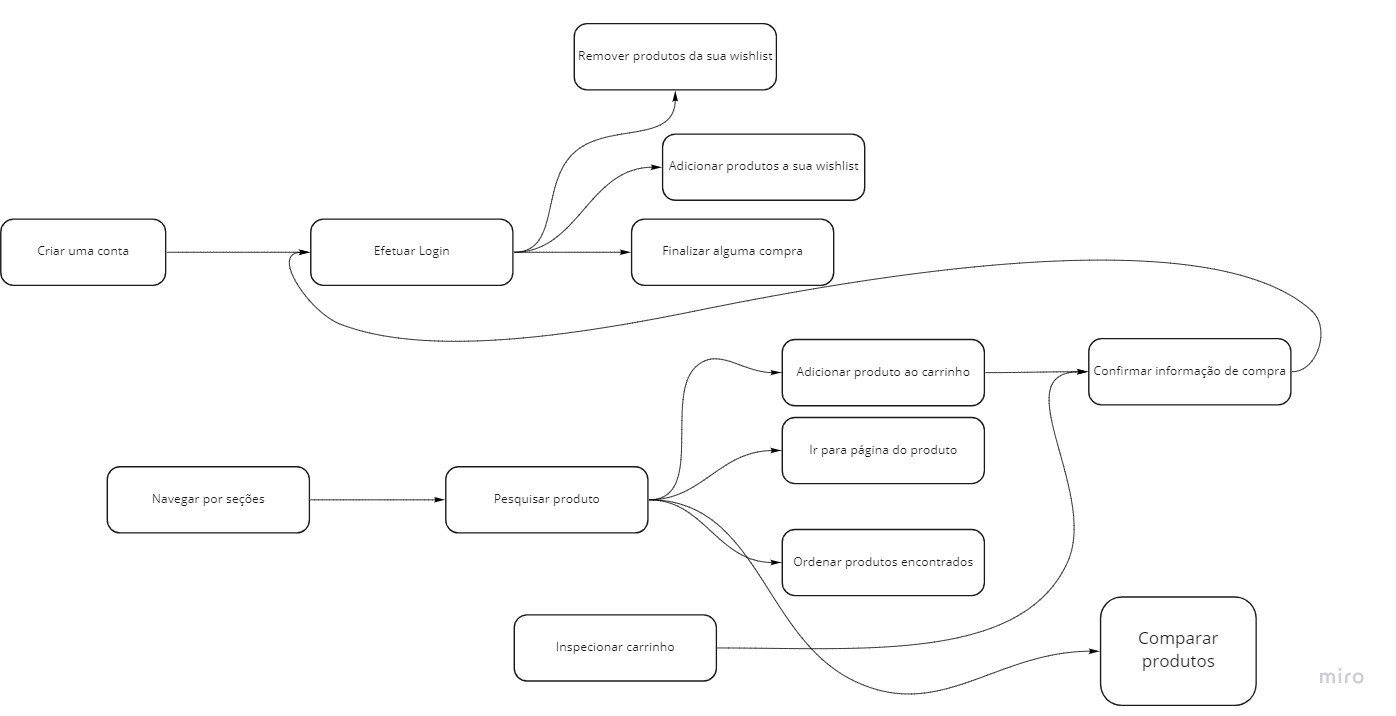 Remover produtos da sua wishlist
Adicionar produtos a sua wishlist
Criar uma conta
Efetuar Login
Finalizar alguma compra
Adicionar produto ao carrinho
Confirmar informação de compra
Ir para página do produto
Navegar por seções
Pesquisar produto
Ordenar produtos encontrados
Inspecionar carrinho
Comparar
produtos
miro